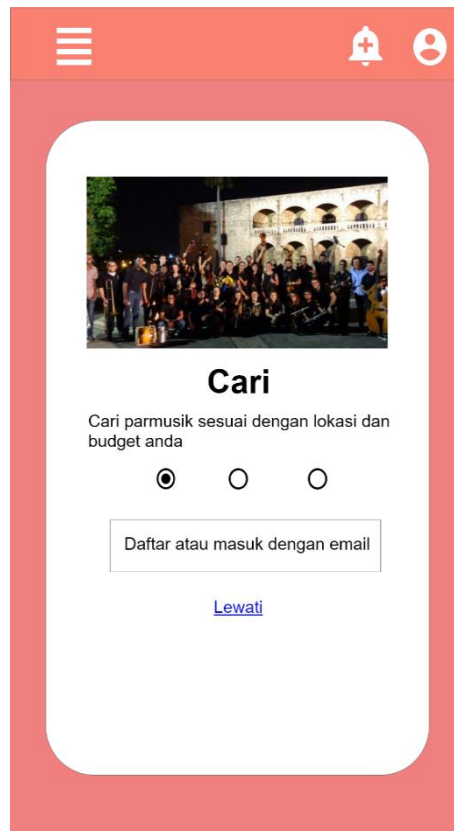 Cari
Cari parmusik sesuai dengan lokasi dan
budget anda
Daftar atau masuk dengan email
Lewati